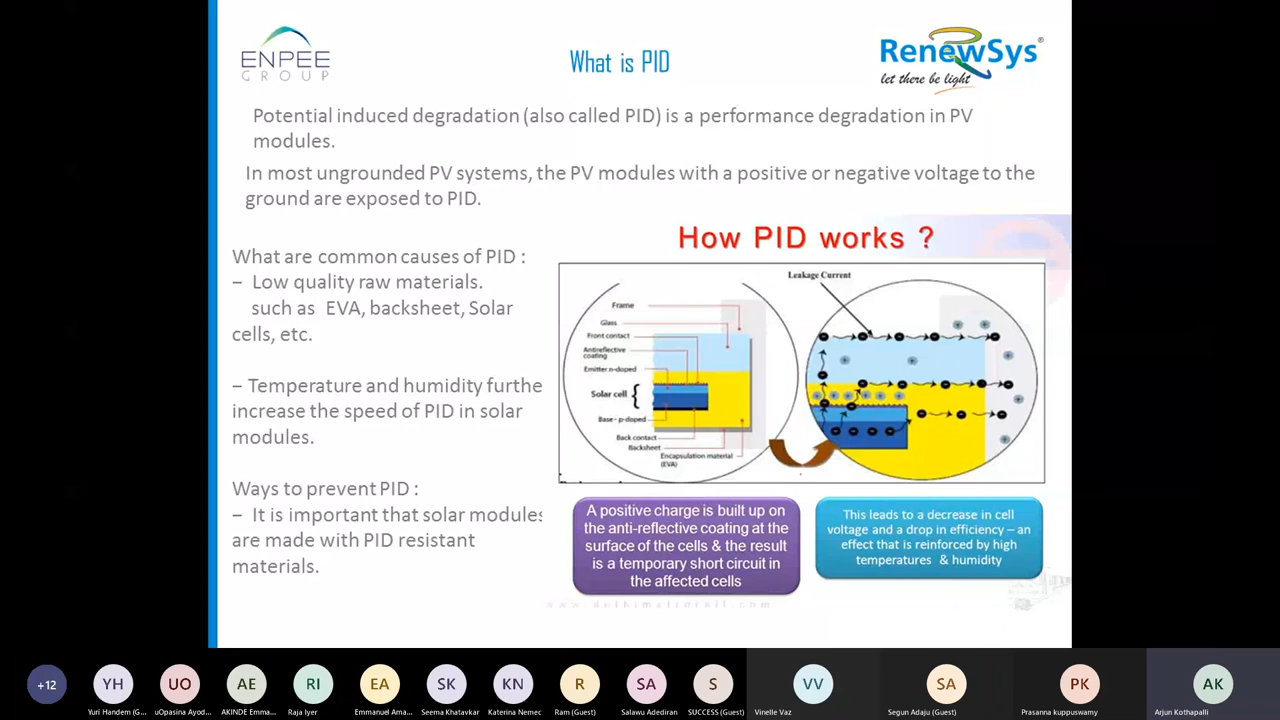 ENPEE
GROUP
What is PID
RenewSys®
let there be light
Potential induced degradation (also called PID) is a performance degradation in PV
modules.
In most ungrounded PV systems, the PV modules with a positive or negative voltage to the
ground are exposed to PID.
What are common causes of PID :
– Low quality raw materials.
such as EVA, backsheet, Solar
cells, etc.
– Temperature and humidity furthe
increase the speed of PID in solar
modules.
Ways to prevent PID :
– It is important that solar modules
are made with PID resistant
materials.
How PID works ?
Leakage Current
Frame
Glass
Front contact
Antireflective
coating
Emitter n-doped
Solar cell
Base - p-doped
Back contact
Backsheet
Encapsulation material
(EVA)
A positive charge is built up on
the anti-reflective coating at the
surface of the cells & the result
is a temporary short circuit in
the affected cells
This leads to a decrease in cell
voltage and a drop in efficiency – an
effect that is reinforced by high
temperatures & humidity
+12
YH
UO
AE
RI
EA
SK
KN
R
SA
S
VV
SA
PK
AK
Yuri Handem (G...
uOpasina Ayod...
AKINDE Emma...
Raja Iyer
Emmanuel Ama...
Seema Khatavkar
Katerina Nemec
Ram (Guest)
Salawu Adediran
SUCCESS (Guest)
Vinelle Vaz
Segun Adaju (Guest)
Prasanna kuppuswamy
Arjun Kothapalli